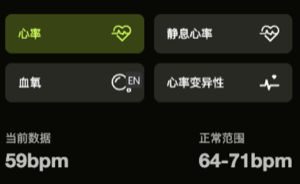 心率
静息心率
血氧
EN
心率变异性
当前数据
正常范围
59bpm
64-71bpm